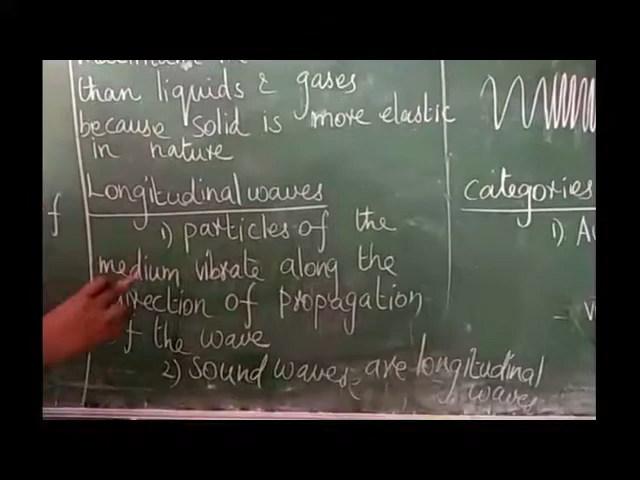 than liquids & gases
because solid is more elastic
in nature
Longitudinal waves
1) particles of the
medium vibrate along the
direction of propagation
of the wave
2) Sound waves are longitudinal
waves
f
categories
1). A